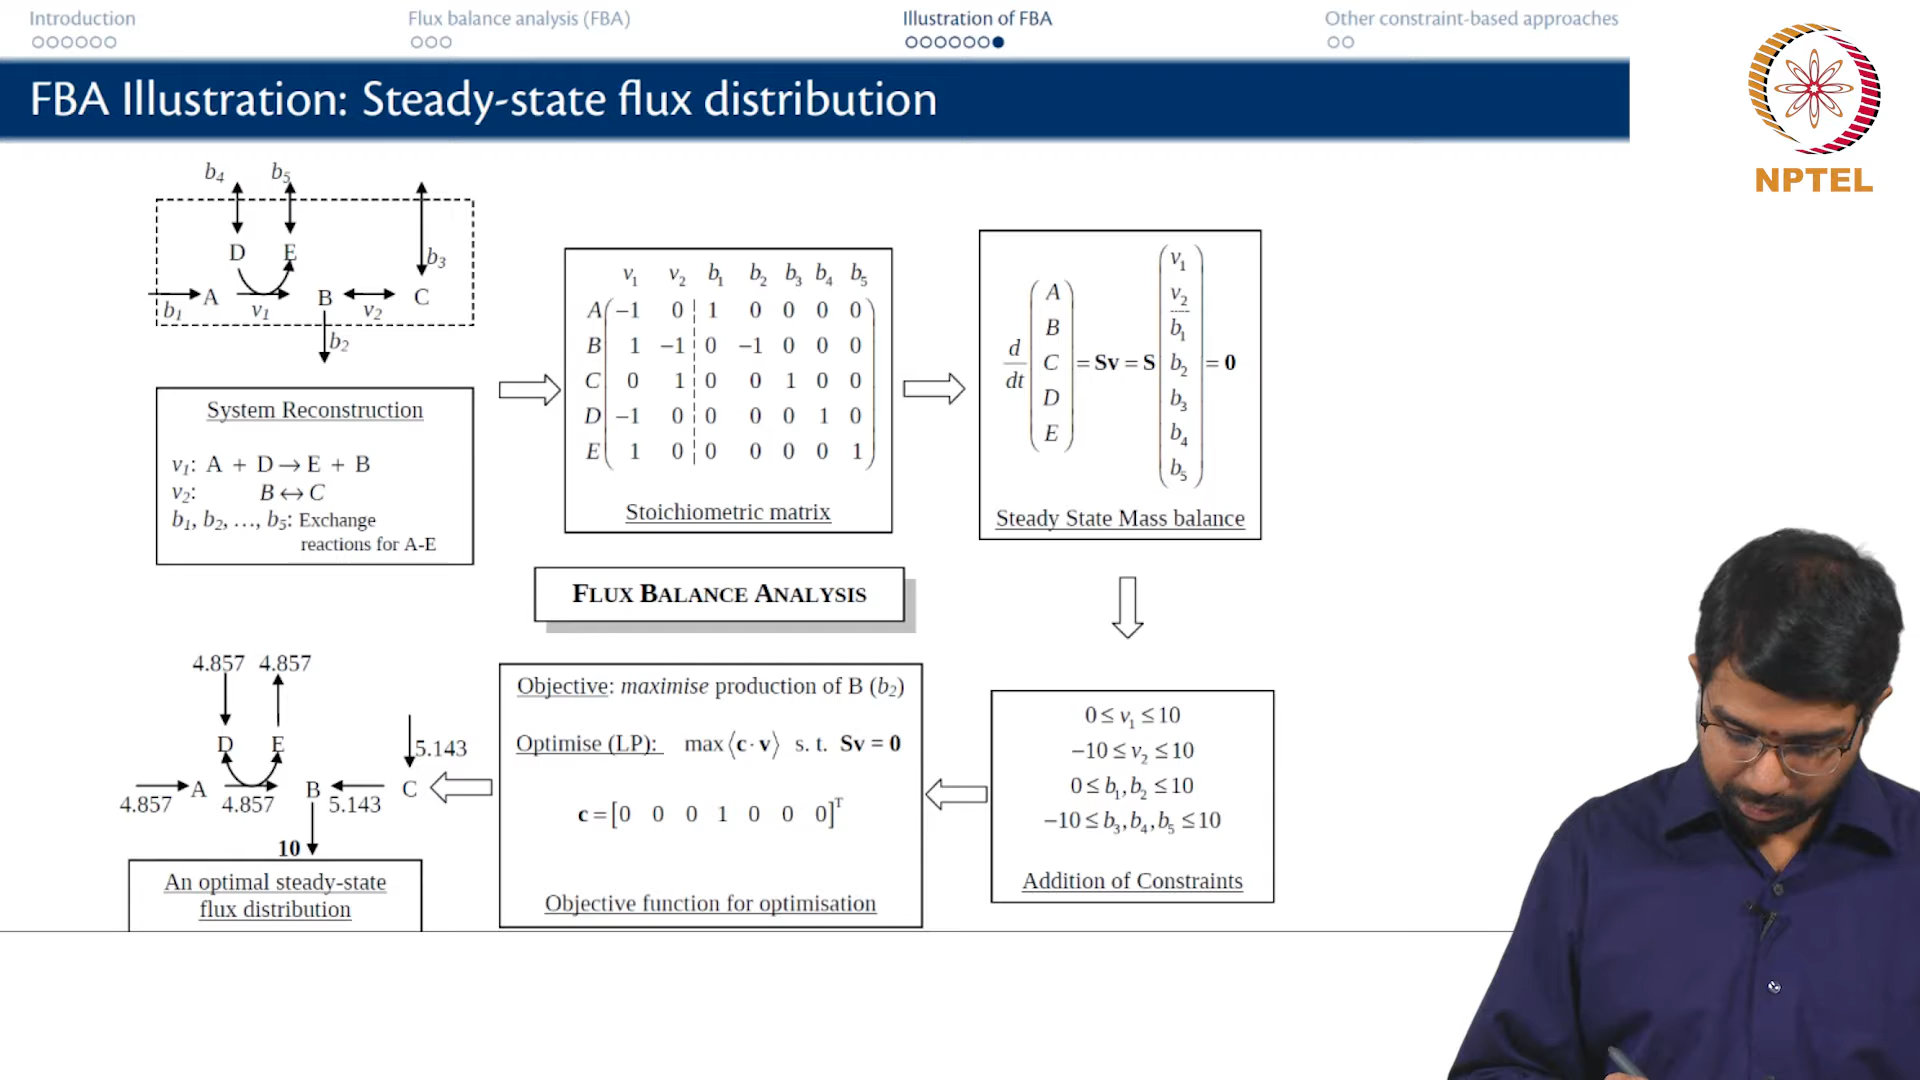 Introduction
Flux balance analysis (FBA)
Illustration of FBA
Other constraint-based approaches
FBA Illustration: Steady-state flux distribution
NPTEL
b4 b5
D E
b3
A B C
b1 v1 v2
b2
System Reconstruction
v1: A + D → E + B
v2: B ↔ C
b1, b2, ..., b5: Exchange
reactions for A-E
v1 v2 b1 b2 b3 b4 b5
A −1 0 1 0 0 0 0
B 1 −1 0 −1 0 0 0
C 0 1 0 0 1 0 0
D −1 0 0 0 0 1 0
E 1 0 0 0 0 0 1
Stoichiometric matrix
d/dt (A B C D E) = Sv = S (v1 v2 b1 b2 b3 b4 b5) = 0
Steady State Mass balance
FLUX BALANCE ANALYSIS
0 ≤ v1 ≤ 10
−10 ≤ v2 ≤ 10
0 ≤ b1, b2 ≤ 10
−10 ≤ b3, b4, b5 ≤ 10
Addition of Constraints
Objective: maximise production of B (b2)
Optimise (LP): max⟨c · v⟩ s. t. Sv = 0
c = [0 0 0 1 0 0 0]T
Objective function for optimisation
4.857 4.857
D E
5.143
A B C
4.857 4.857 5.143
10
An optimal steady-state
flux distribution